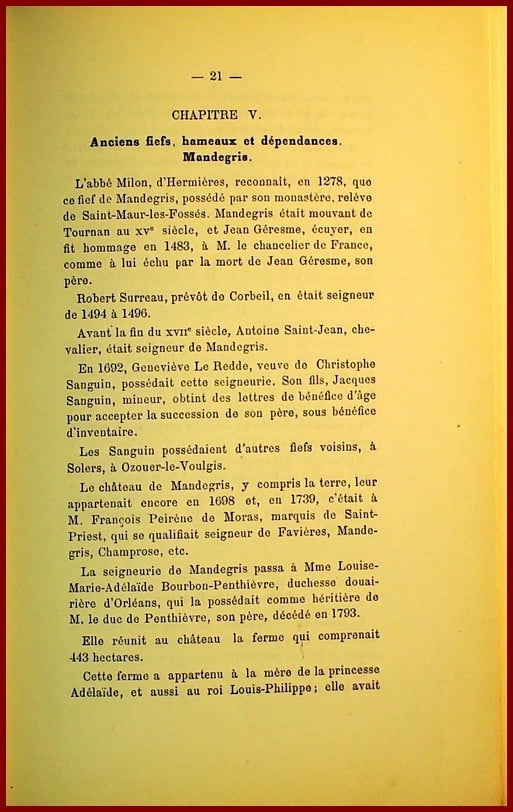 — 21 —
CHAPITRE V.
Anciens fiefs, hameaux et dépendances.
Mandegris.
L'abbé Milon, d'Hermières, reconnaît, en 1278, que
ce fief de Mandegris, possédé par son monastère, relève
de Saint-Maur-les-Fossés. Mandegris était mouvant de
Tournan au XVe siècle, et Jean Géresme, écuyer, en
fit hommage en 1483, à M. le chancelier de France,
comme à lui échu par la mort de Jean Géresme, son
père.
Robert Surreau, prévôt de Corbeil, en était seigneur
de 1494 à 1496.
Avant la fin du XVIIe siècle, Antoine Saint-Jean, che-
valier, était seigneur de Mandegris.
En 1692, Geneviève Le Redde, veuve de Christophe
Sanguin, possédait cette seigneurie. Son fils, Jacques
Sanguin, mineur, obtint des lettres de bénéfice d'âge
pour accepter la succession de son père, sous bénéfice
d'inventaire.
Les Sanguin possédaient d'autres fiefs voisins, à
Solers, à Ozouer-le-Voulgis.
Le château de Mandegris, y compris la terre, leur
appartenait encore en 1698 et, en 1739, c'était à
M. François Peirène de Moras, marquis de Saint-
Priest, qui se qualifiait seigneur de Favières, Mande-
gris, Champrose, etc.
La seigneurie de Mandegris passa à Mme Louise-
Marie-Adélaïde Bourbon-Penthièvre, duchesse douai-
rière d'Orléans, qui la possédait comme héritière de
M. le duc de Penthièvre, son père, décédé en 1793.
Elle réunit au château la ferme qui comprenait
443 hectares.
Cette ferme a appartenu à la mère de la princesse
Adélaïde, et aussi au roi Louis-Philippe ; elle avait